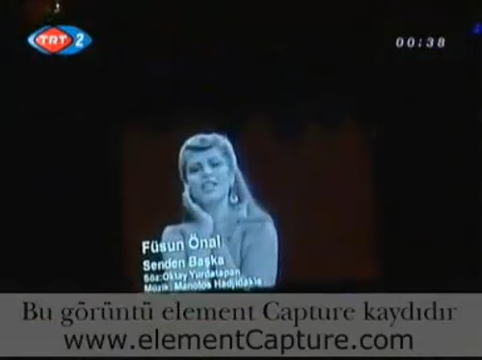 TRT 2
00:38
Füsun Önal
Senden Başka
Söz:Oktay Yurdatapan
Müzik: Manolos Hadjidakis
Bu görüntü element Capture kaydıdır
www.elementCapture.com